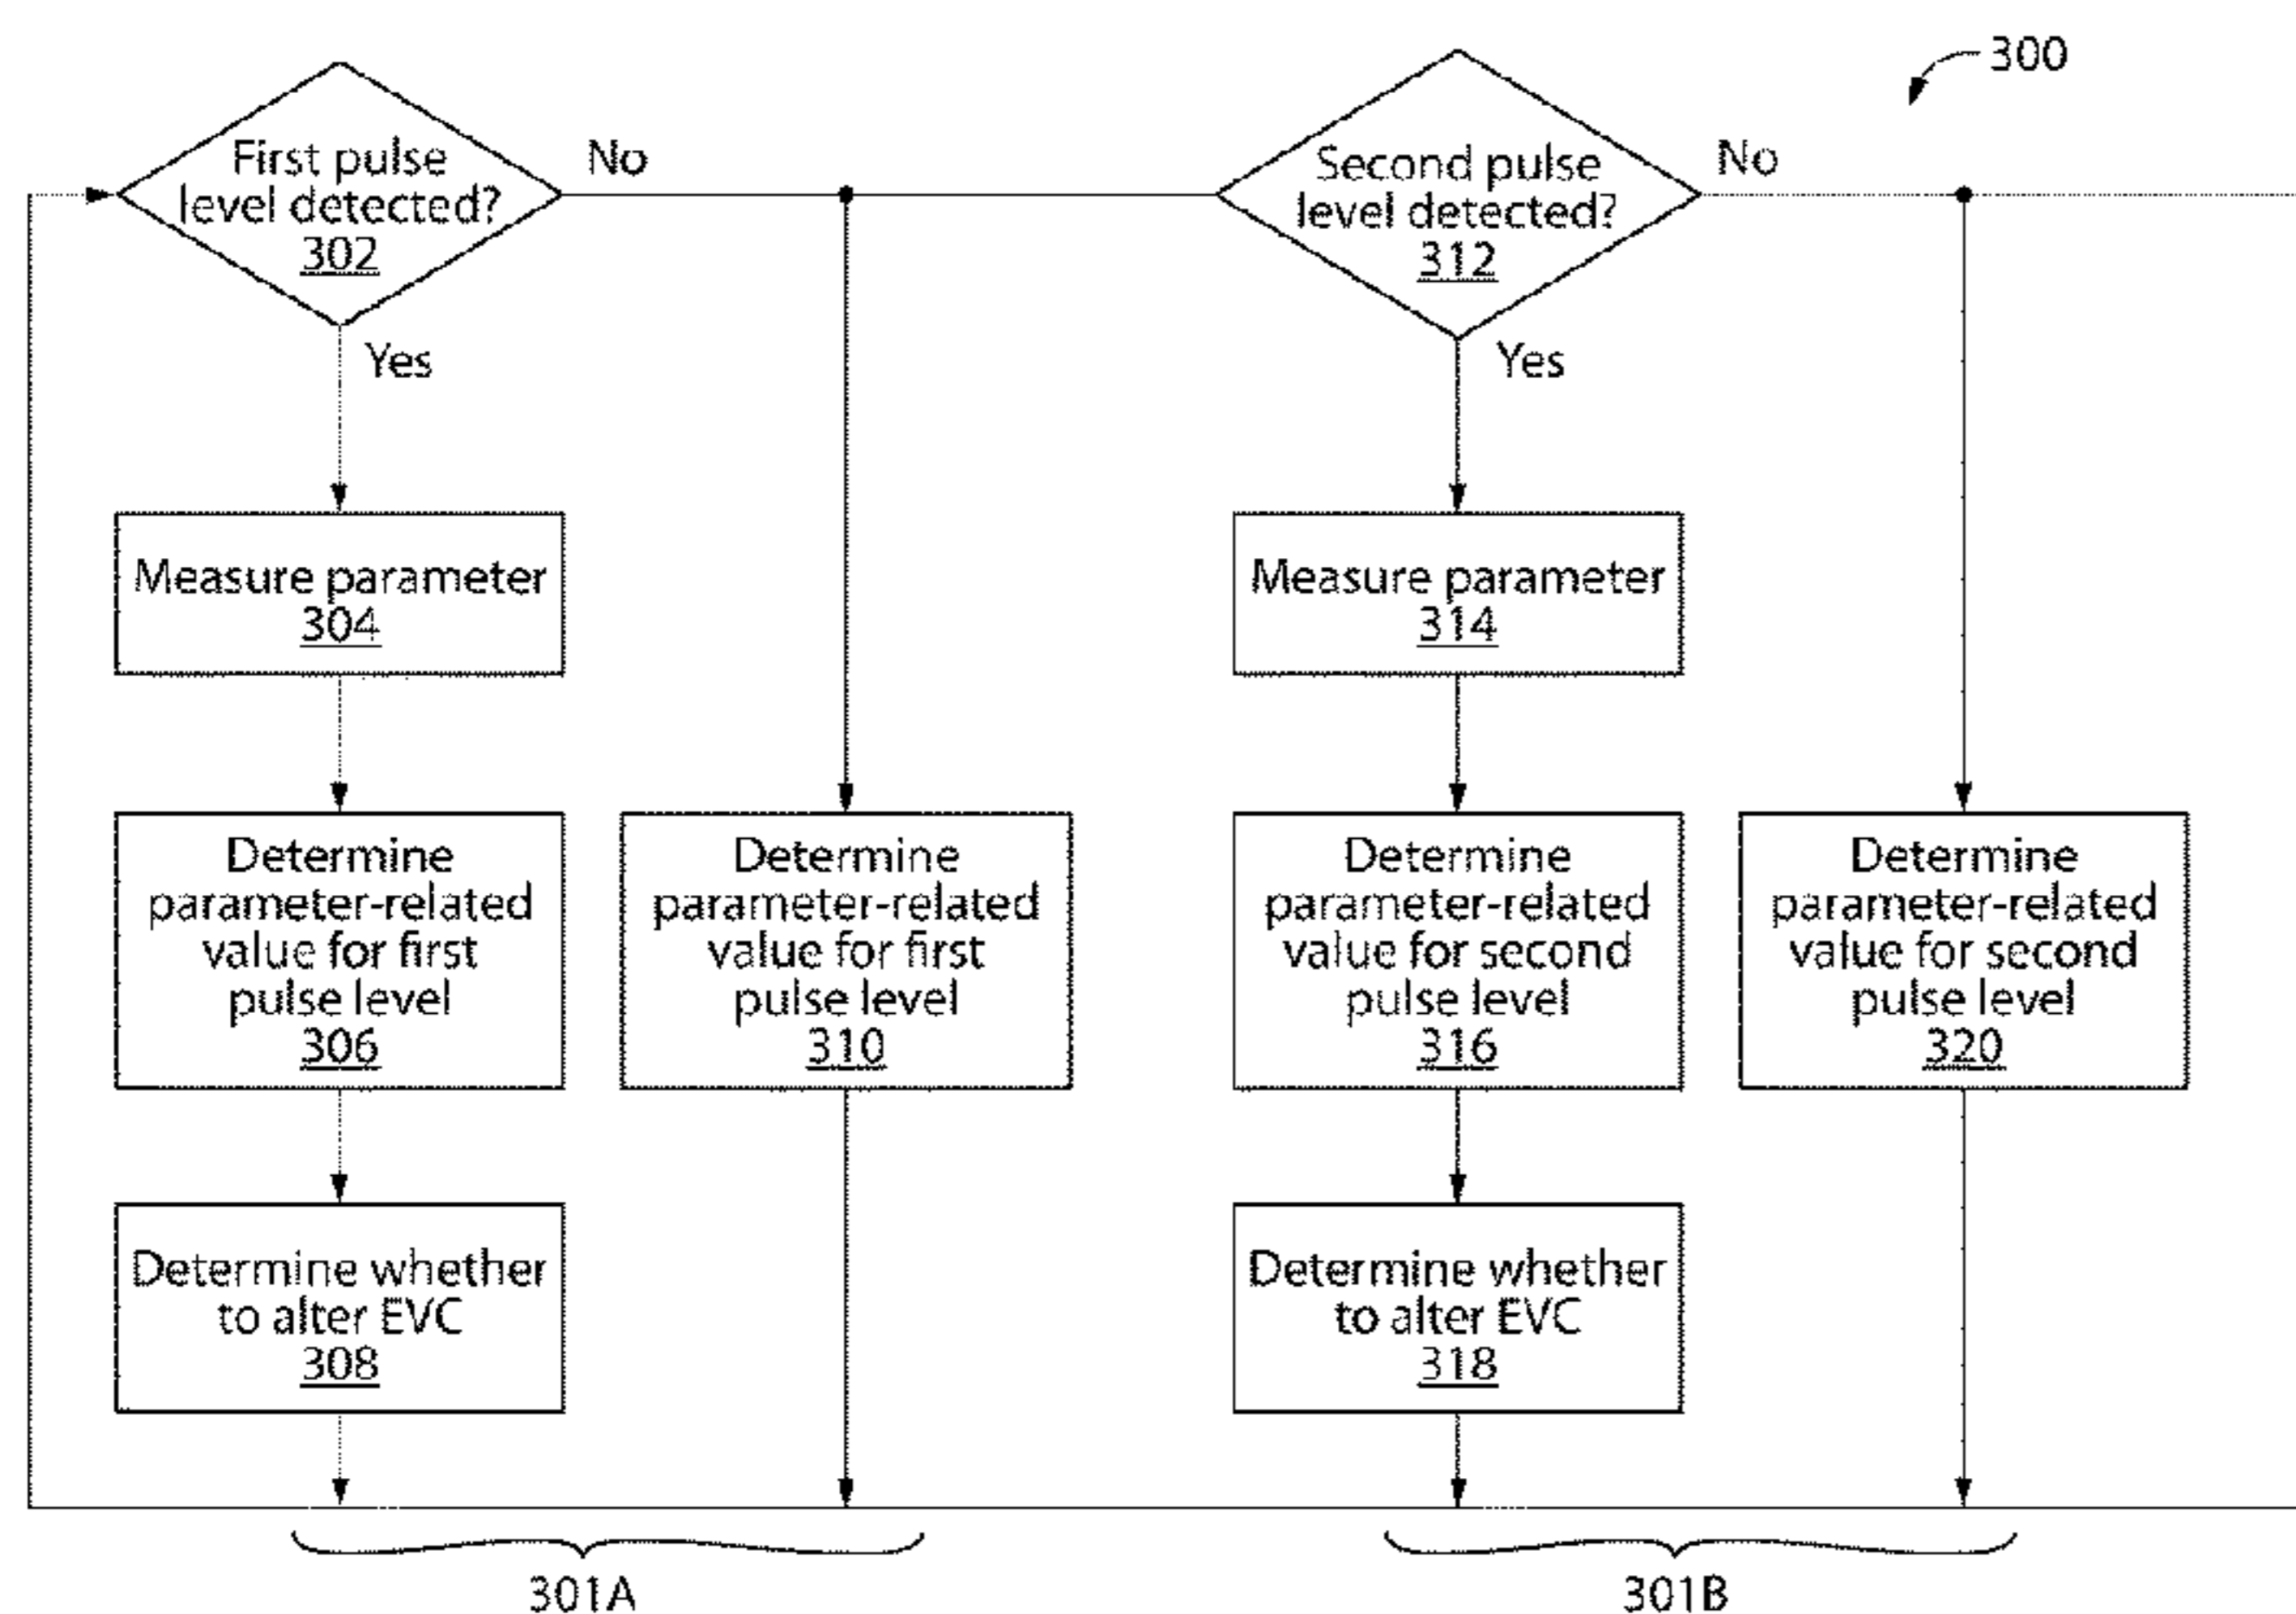 300
First pulse
level detected?
302
No
Yes
Second pulse
level detected?
312
No
Yes
Measure parameter
304
Measure parameter
314
Determine
parameter-related
value for first
pulse level
306
Determine
parameter-related
value for first
pulse level
310
Determine
parameter-related
value for second
pulse level
316
Determine
parameter-related
value for second
pulse level
320
Determine whether
to alter EVC
308
Determine whether
to alter EVC
318
301A
301B